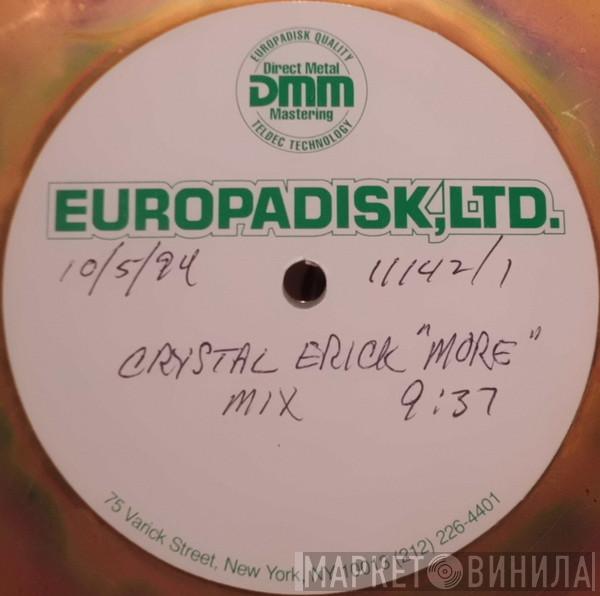 EUROPADISK QUALITY
Direct Metal
DMM
Mastering
TELDEC TECHNOLOGY
EUROPADISK, LTD.
10/5/94 11142/1
CRYSTAL ERICK "MORE"
MIX 9:37
75 Varick Street, New York, NY 10013 (212) 226-4401
МАРКЕТ ВИНИЛА